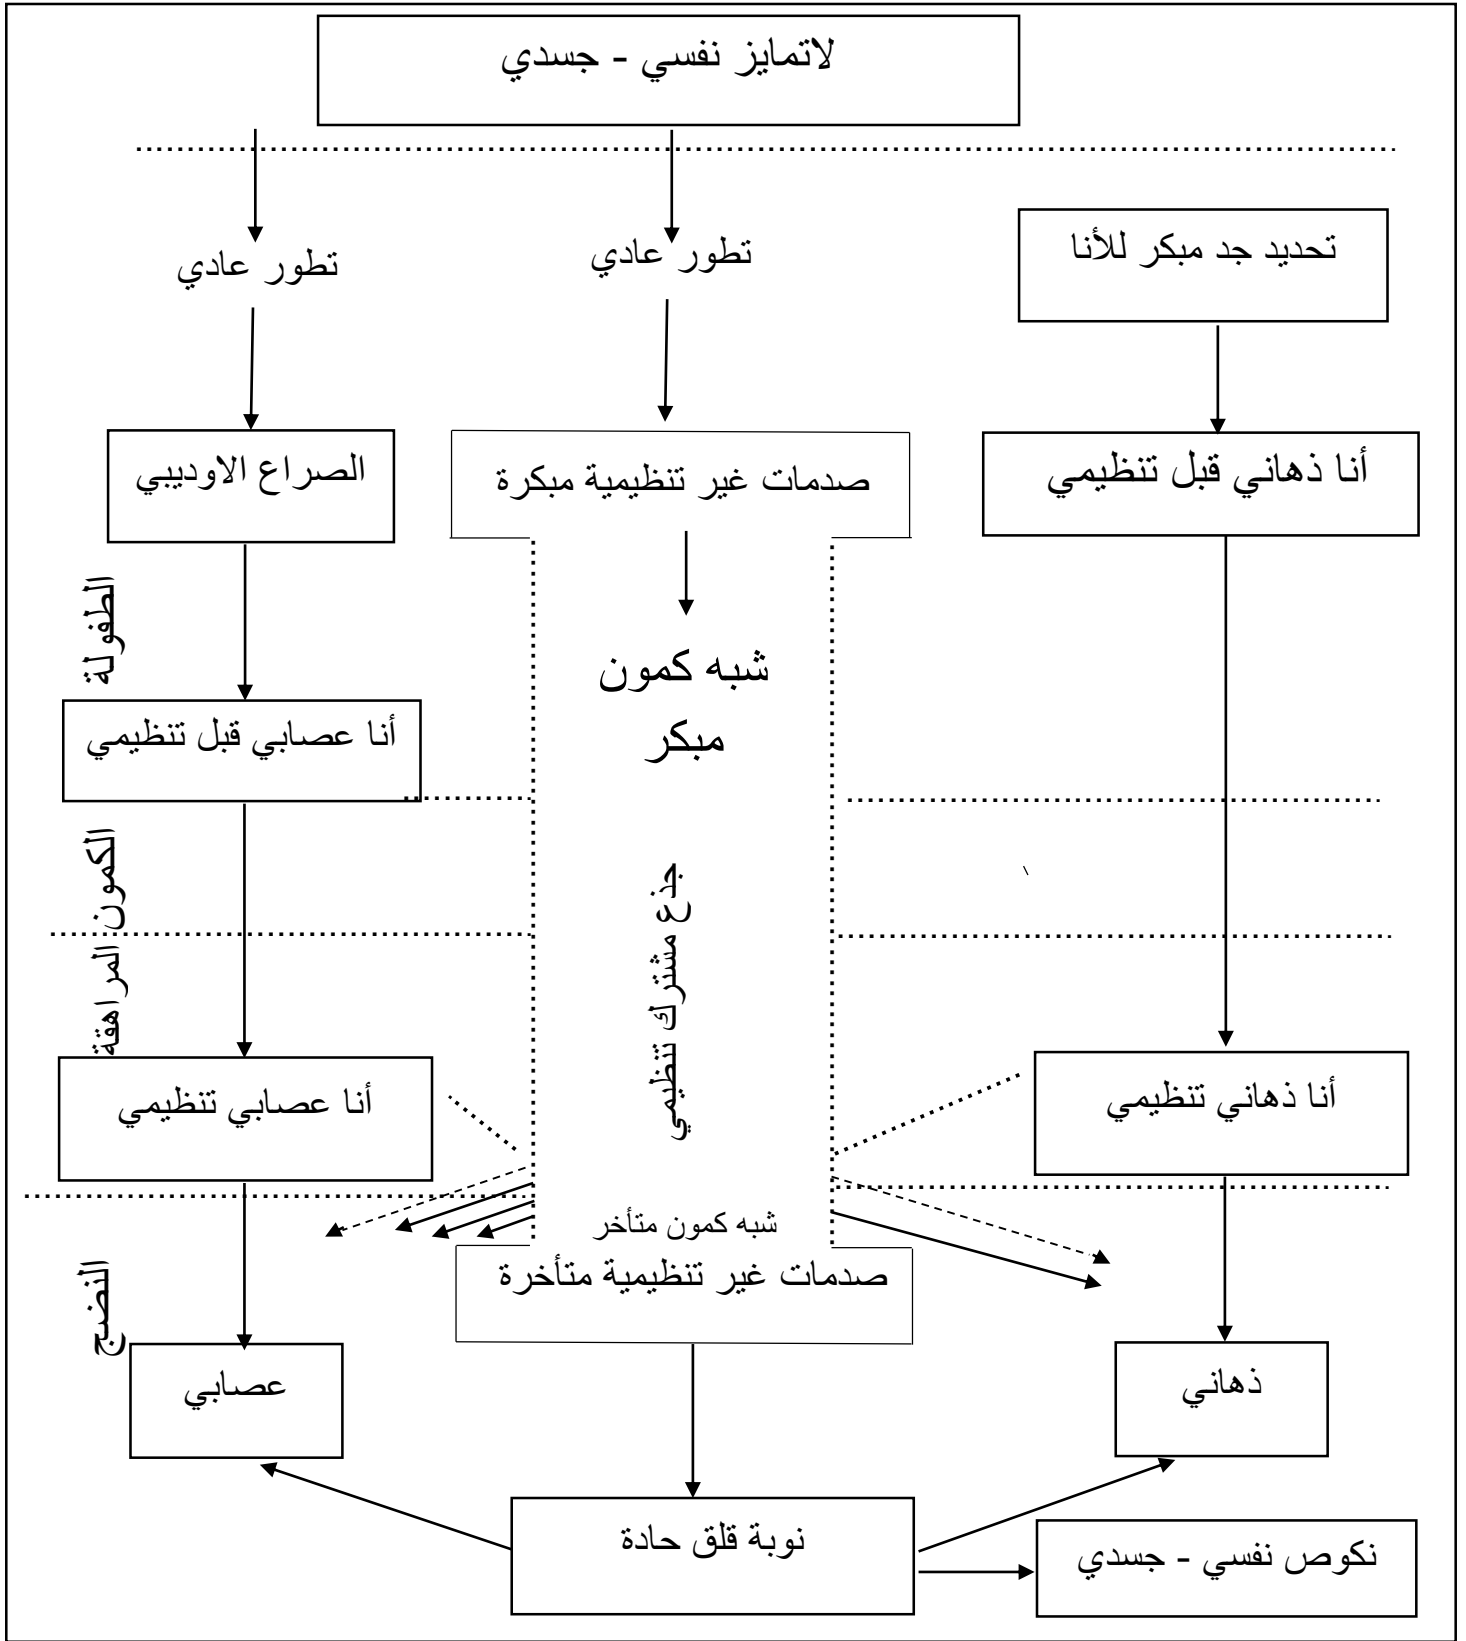 لاتمايز نفسي - جسدي
تحديد جد مبكر للأنا
تطور عادي
تطور عادي
أنا ذهاني قبل تنظيمي
صدمات غير تنظيمية مبكرة
الصراع الاوديبي
الطفولة
شبه كمون
مبكر
أنا عصابي قبل تنظيمي
الكمون
جذع مشترك تنظيمي
المراهقة
أنا ذهاني تنظيمي
أنا عصابي تنظيمي
شبه كمون متأخر
صدمات غير تنظيمية متأخرة
النضج
ذهاني
عصابي
نوبة قلق حادة
نكوص نفسي - جسدي